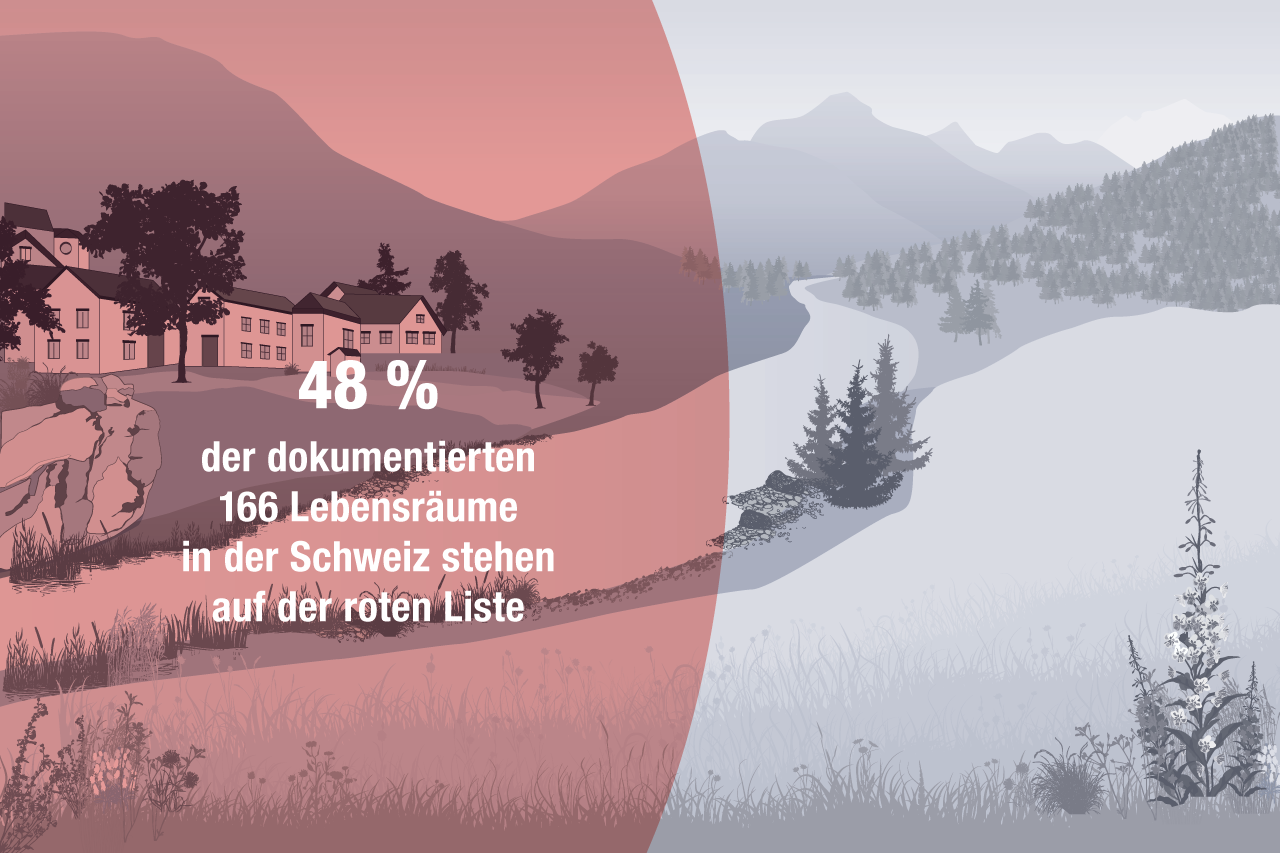 48 %
der dokumentierten
166 Lebensräume
in der Schweiz stehen
auf der roten Liste